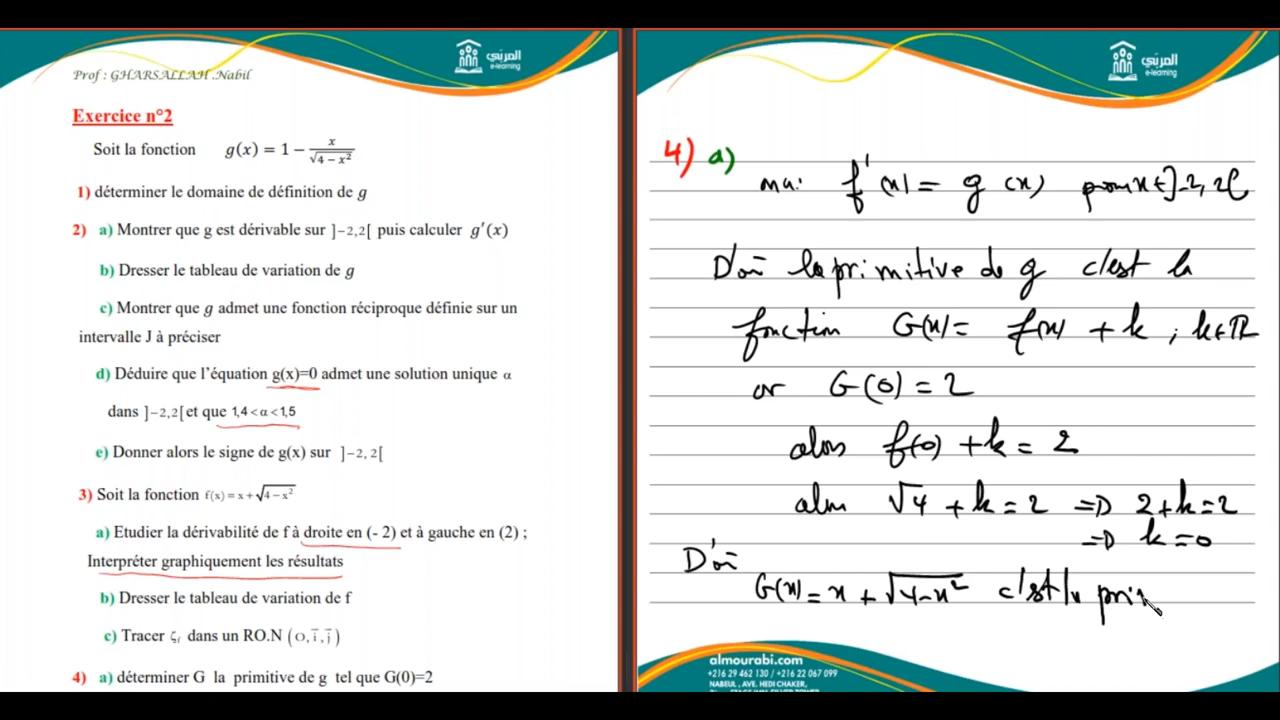 Prof : GHARSALLAH .Nabil
العربي
e-learning
Exercice n°2
Soit la fonction g(x) = 1 − x/√(4 − x²)
1) déterminer le domaine de définition de g
2) a) Montrer que g est dérivable sur ]−2,2[ puis calculer g′(x)
b) Dresser le tableau de variation de g
c) Montrer que g admet une fonction réciproque définie sur un
intervalle J à préciser
d) Déduire que l’équation g(x)=0 admet une solution unique α
dans ]−2,2[ et que 1,4 < α < 1,5
e) Donner alors le signe de g(x) sur ]−2, 2[
3) Soit la fonction f(x) = x + √(4 − x²)
a) Etudier la dérivabilité de f à droite en (- 2) et à gauche en (2) ;
Interpréter graphiquement les résultats
b) Dresser le tableau de variation de f
c) Tracer ζf dans un RO.N (O, i, j)
4) a) déterminer G la primitive de g tel que G(0)=2
العربي
e-learning
4) a)
on a : f'(x) = g(x) pour x ∈ ]-2, 2[
D'où la primitive de g c'est la
fonction G(x) = f(x) + k , k ∈ ℝ
or G(0) = 2
alors f(0) + k = 2
alors √4 + k = 2 ⇒ 2 + k = 2
⇒ k = 0
D'où
G(x) = x + √(4-x²) c'est la pri
almourabi.com
+216 29 462 130 / +216 22 067 099
NABEUL , AVE. HEDI CHAKER,